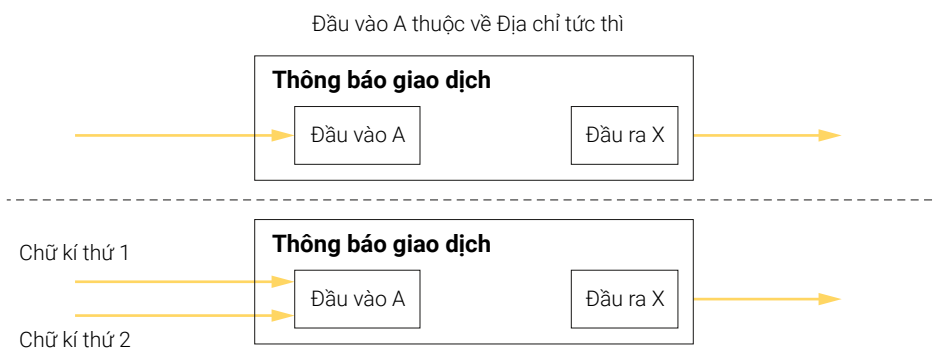 Đầu vào A thuộc về Địa chỉ tức thì
Thông báo giao dịch
Đầu vào A
Đầu ra X
Thông báo giao dịch
Chữ kí thứ 1
Đầu vào A
Đầu ra X
Chữ kí thứ 2